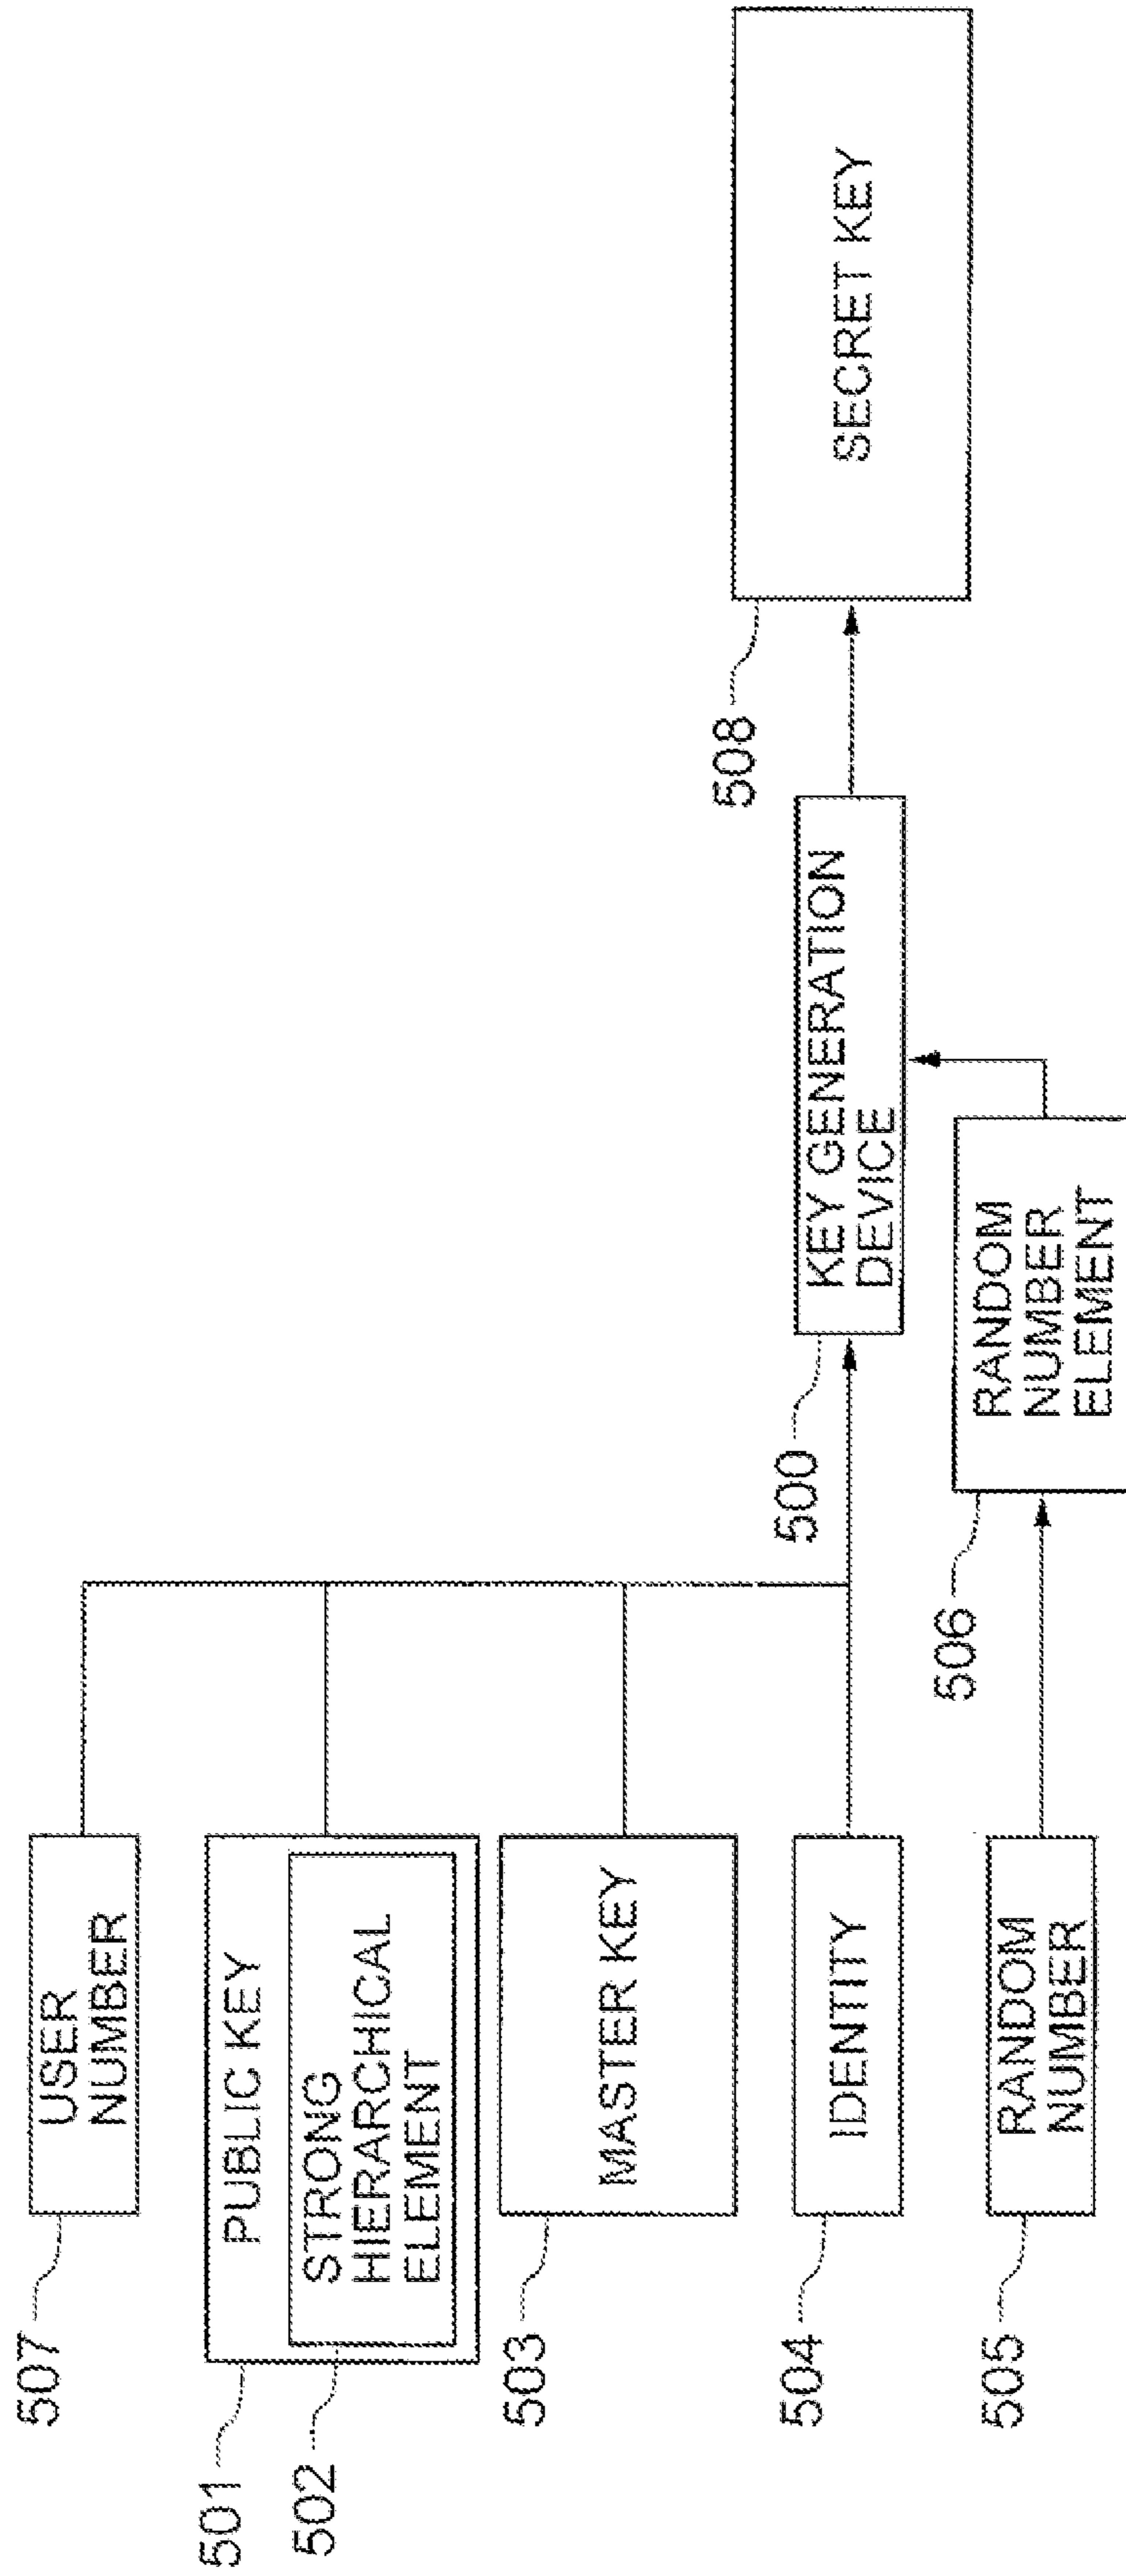 507
USER
NUMBER
501
PUBLIC KEY
502
STRONG
HIERARCHICAL
ELEMENT
503
MASTER KEY
504
IDENTITY
505
RANDOM
NUMBER
506
RANDOM
NUMBER
ELEMENT
500
KEY GENERATION
DEVICE
508
SECRET KEY